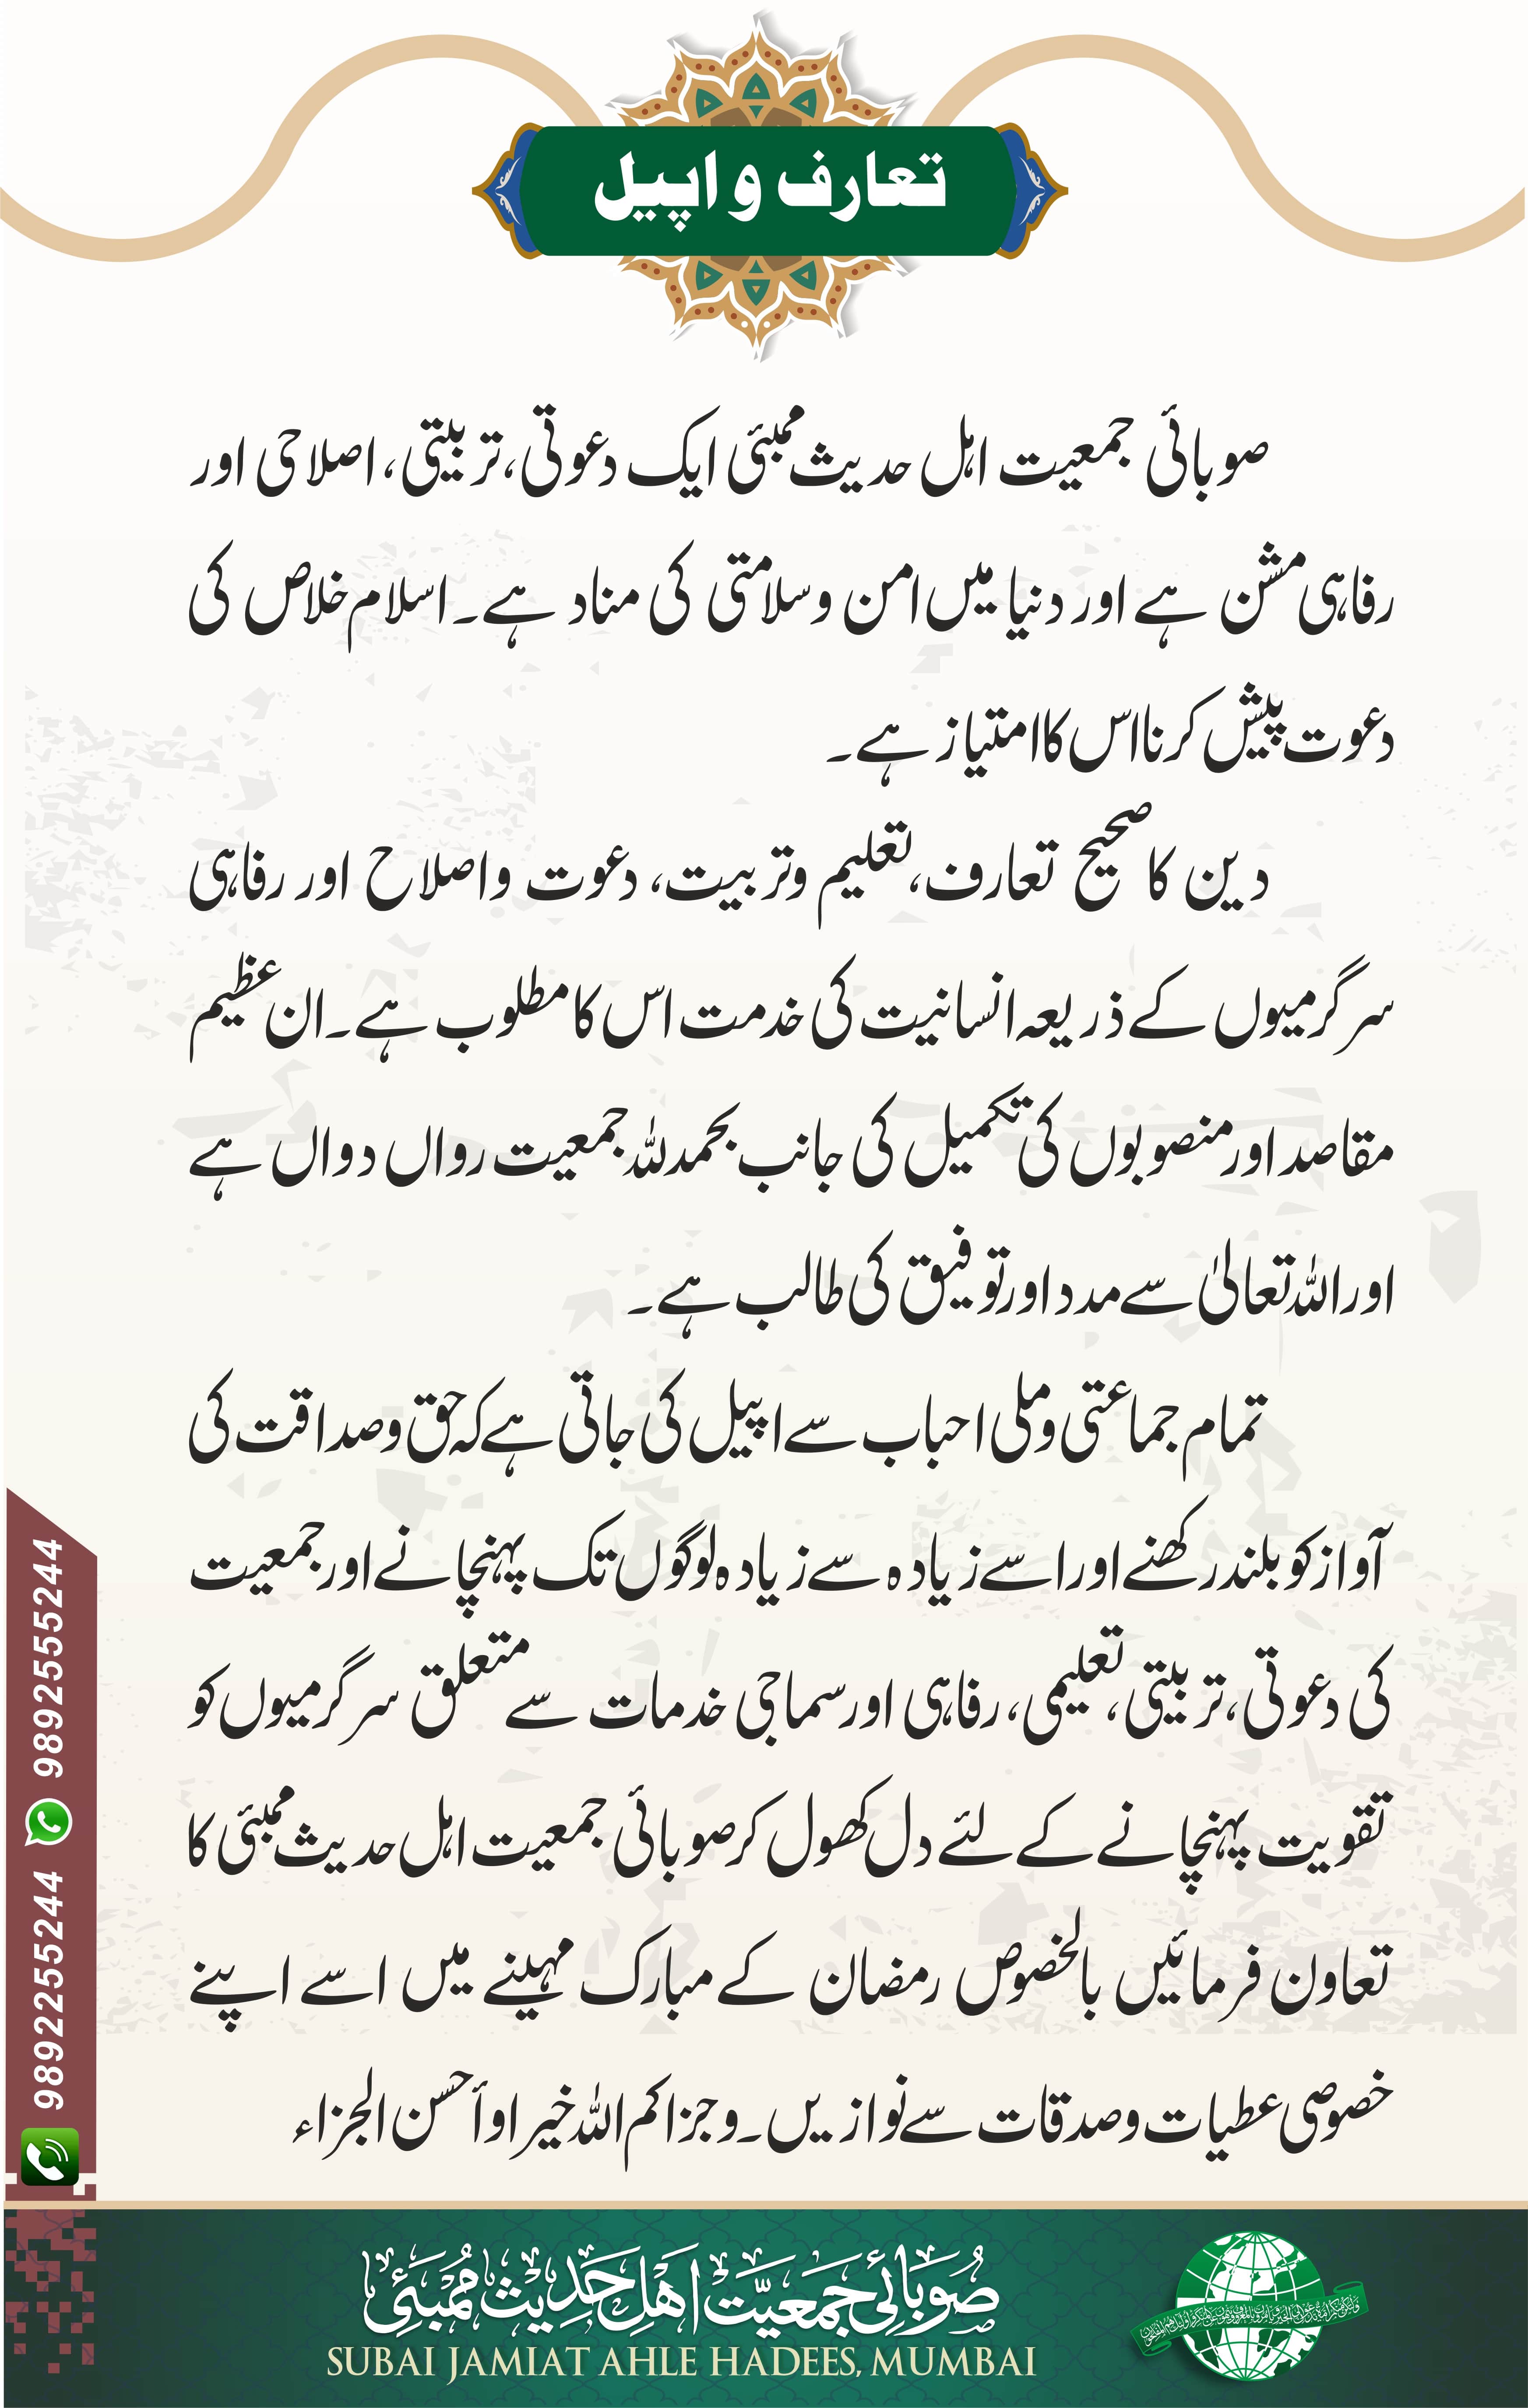 تعارف و اپیل
صوبائی جمعیت اہل حدیث ممبئی ایک دعوتی، تربیتی، اصلاحی اور
رفاہی مشن ہے اور دنیا میں امن وسلامتی کی مناد ہے۔ اسلام خلاص کی
دعوت پیش کرنا اس کا امتیاز ہے۔
دین کا صحیح تعارف، تعلیم وتربیت، دعوت واصلاح اور رفاہی
سرگرمیوں کے ذریعہ انسانیت کی خدمت اس کا مطلوب ہے۔ ان عظیم
مقاصد اور منصوبوں کی تکمیل کی جانب بحمد للہ جمعیت رواں دواں ہے
اور اللہ تعالیٰ سے مدد اور توفیق کی طالب ہے۔
تمام جماعتی وملی احباب سے اپیل کی جاتی ہے کہ حق وصداقت کی
آواز کو بلند رکھنے اور اسے زیادہ سے زیادہ لوگوں تک پہنچانے اور جمعیت
کی دعوتی، تربیتی، تعلیمی، رفاہی اور سماجی خدمات سے متعلق سرگرمیوں کو
تقویت پہنچانے کے لئے دل کھول کر صوبائی جمعیت اہل حدیث ممبئی کا
تعاون فرمائیں بالخصوص رمضان کے مبارک مہینے میں اسے اپنے
خصوصی عطیات وصدقات سے نوازیں۔ وجزاکم اللہ خیرا وأحسن الجزاء
9892255244 9892555244
صوبائی جمعیت اہل حدیث ممبئی
SUBAI JAMIAT AHLE HADEES, MUMBAI